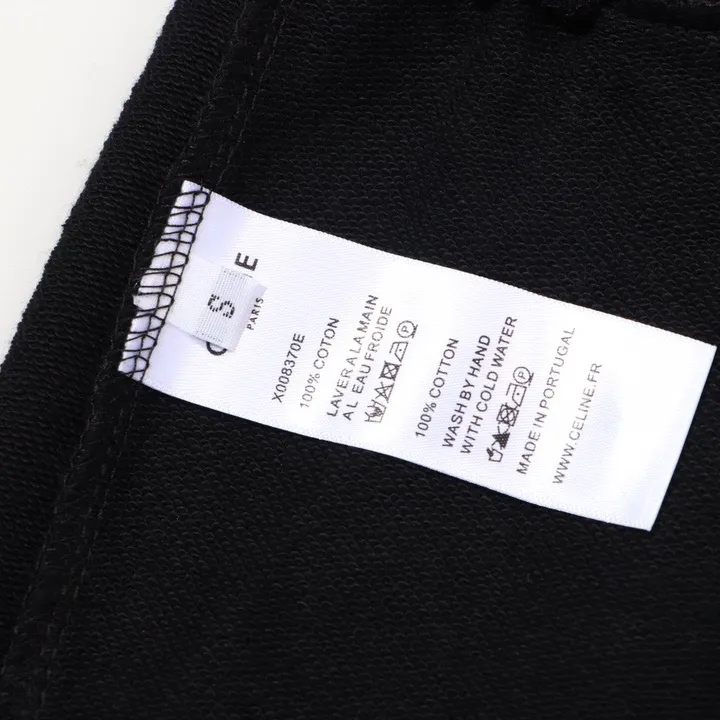 S
PARIS
X008370E
100% COTON
LAVER A LA MAIN
AL EAU FROIDE
100% COTTON
WASH BY HAND
WITH COLD WATER
MADE IN PORTUGAL
WWW.CELINE.FR